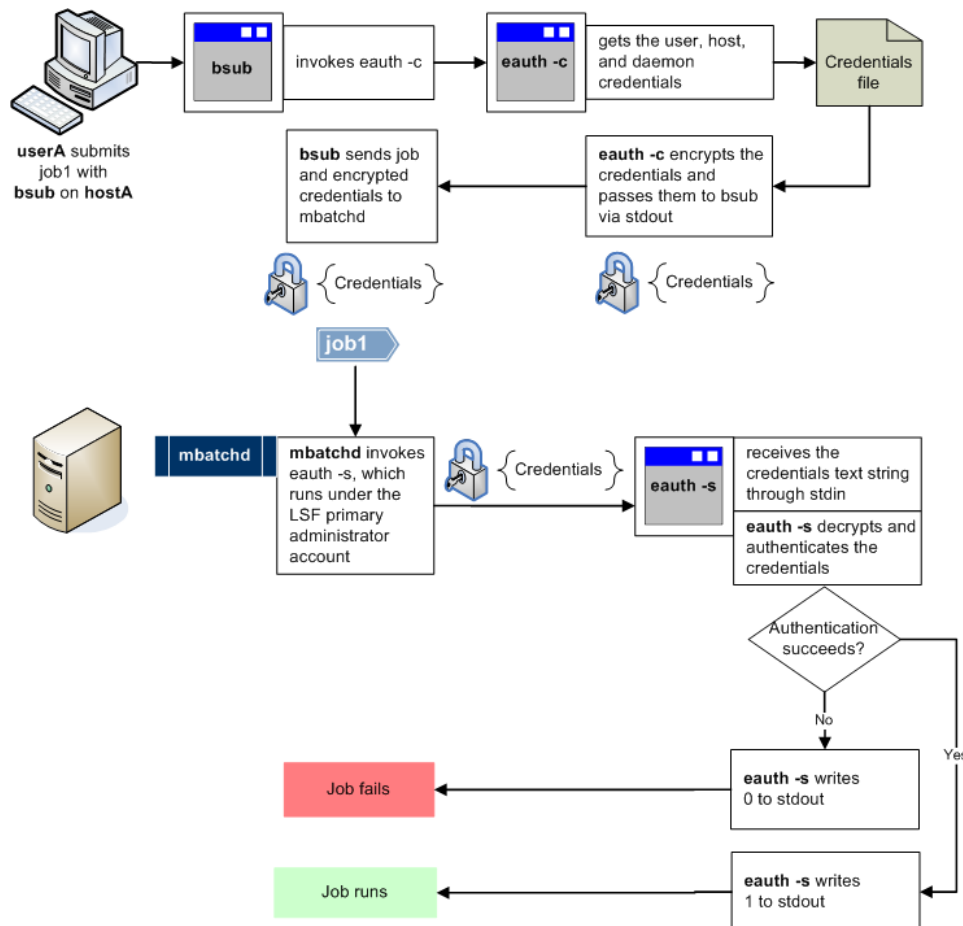 bsub
invokes eauth -c
eauth -c
gets the user, host,
and daemon
credentials
Credentials
file
userA submits
job1 with
bsub on hostA
bsub sends job
and encrypted
credentials to
mbatchd
eauth -c encrypts the
credentials and
passes them to bsub
via stdout
{Credentials}
{Credentials}
job1
mbatchd
mbatchd invokes
eauth -s, which
runs under the
LSF primary
administrator
account
{Credentials}
eauth -s
receives the
credentials text string
through stdin
eauth -s decrypts and
authenticates the
credentials
Authentication
succeeds?
No
Yes
Job fails
eauth -s writes
0 to stdout
Job runs
eauth -s writes
1 to stdout